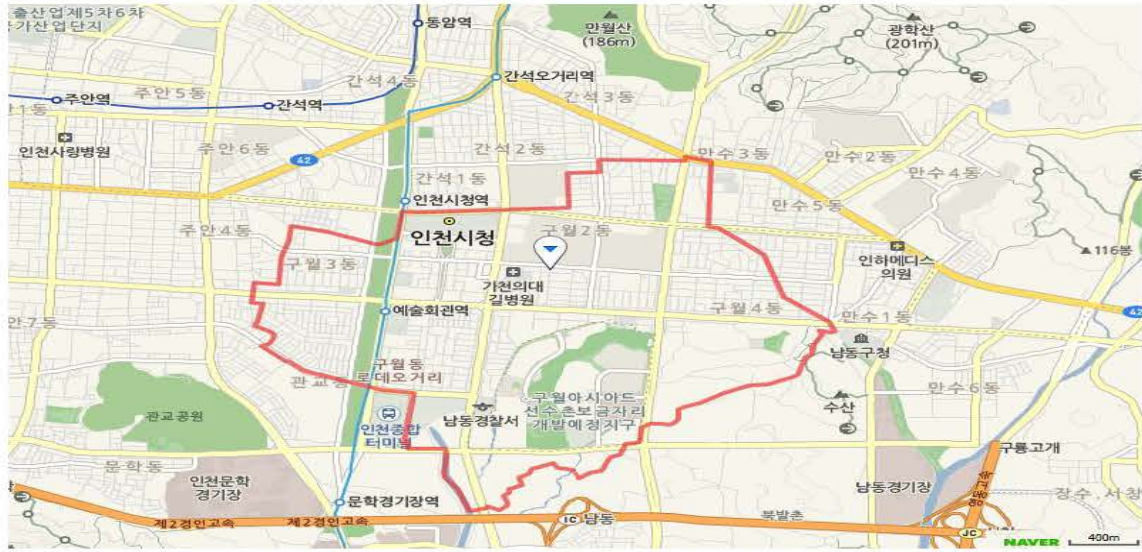 출산업제5차6차
가산업단지
동암역
만월산
(186m)
광학산
(201m)
간석4동
간석오거리역
주안5동
간석3동
주안역
간석역
1동
인천사랑병원
주안6동
42
간석2동
만수3동
만수2동
만수4동
간석1동
인천시청역
만수5동
주안4동
인천시청
구월2동
116봉
구월3동
가천의대
길병원
인하메디스
의원
예술회관역
구월4동
만수1동
42
안7동
남동구청
구월동
로데오거리
관교동
만수6동
관교공원
구월아시아드
선수촌보금자리
개발예정지구
수산
인천종합
터미널
남동경찰서
문학동
구룡고개
인천문학
경기장
문학경기장역
남동경기장
영동고속
장수.서창
제2경인고속
제2경인고속
IC 남동
북발촌
JC
NAVER
400m